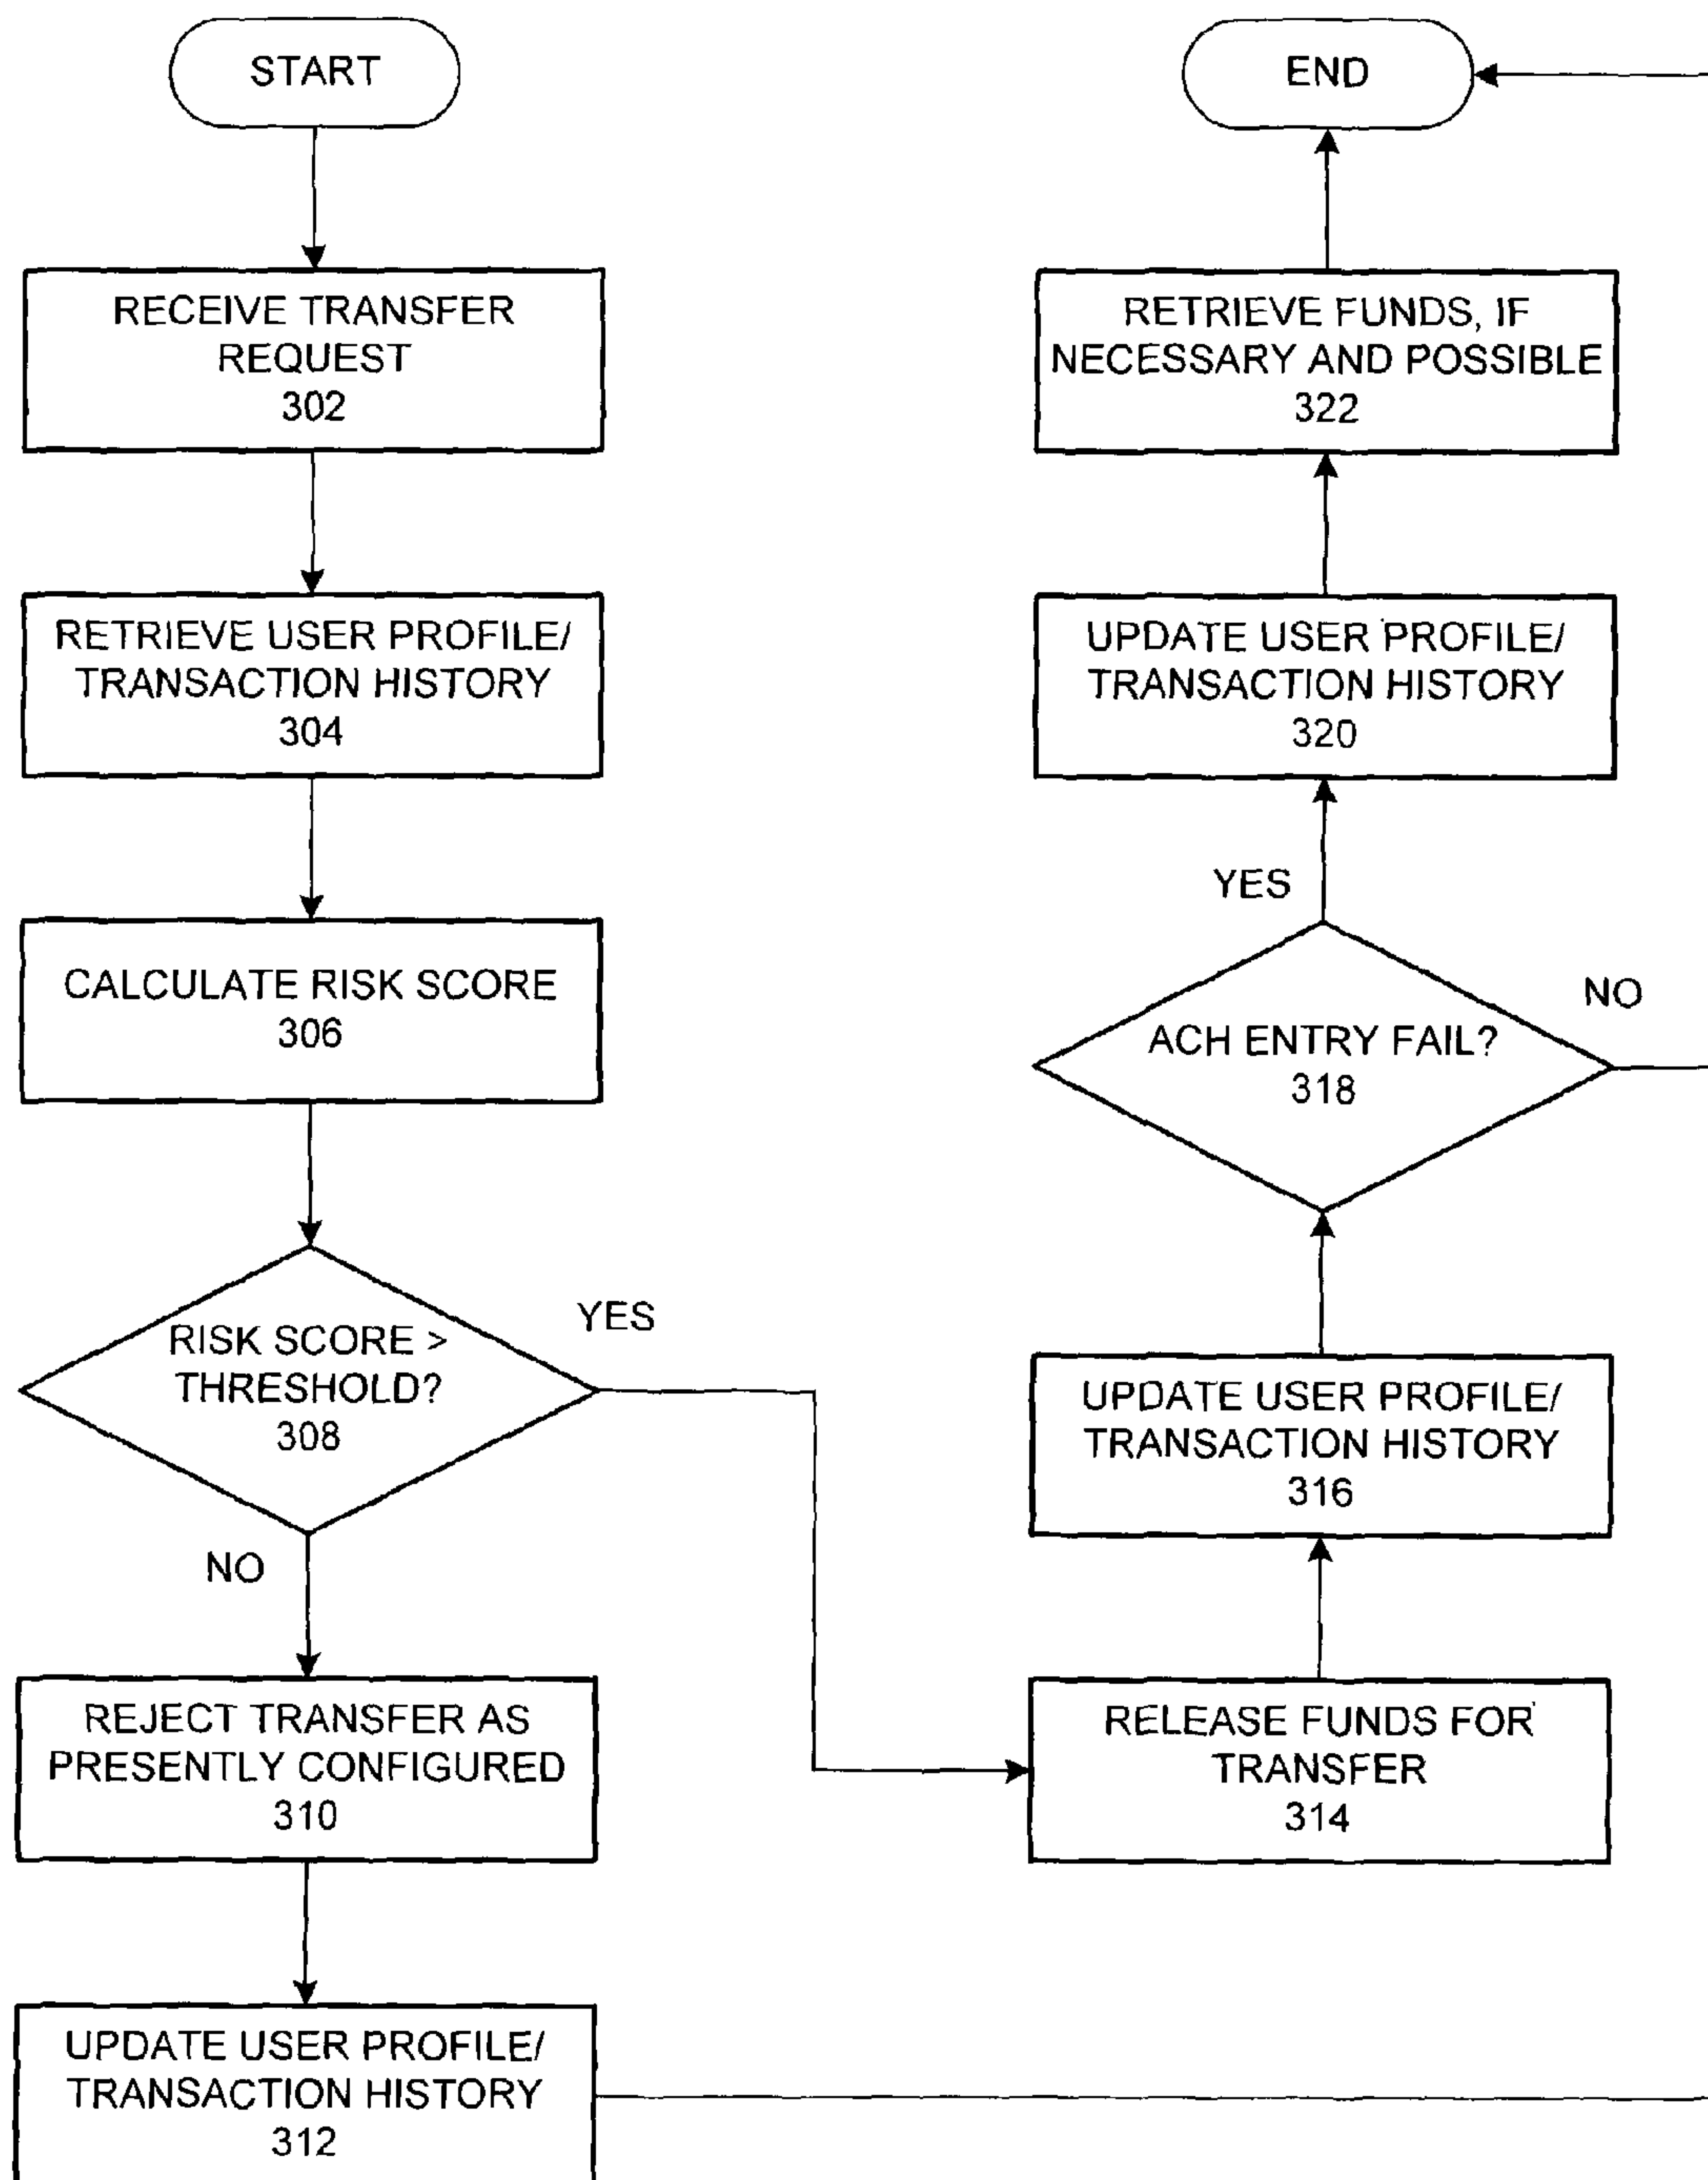 START
RECEIVE TRANSFER
REQUEST
302
RETRIEVE USER PROFILE/
TRANSACTION HISTORY
304
CALCULATE RISK SCORE
306
RISK SCORE >
THRESHOLD?
308
YES
NO
REJECT TRANSFER AS
PRESENTLY CONFIGURED
310
UPDATE USER PROFILE/
TRANSACTION HISTORY
312
RELEASE FUNDS FOR
TRANSFER
314
UPDATE USER PROFILE/
TRANSACTION HISTORY
316
ACH ENTRY FAIL?
318
YES
NO
UPDATE USER PROFILE/
TRANSACTION HISTORY
320
RETRIEVE FUNDS, IF
NECESSARY AND POSSIBLE
322
END